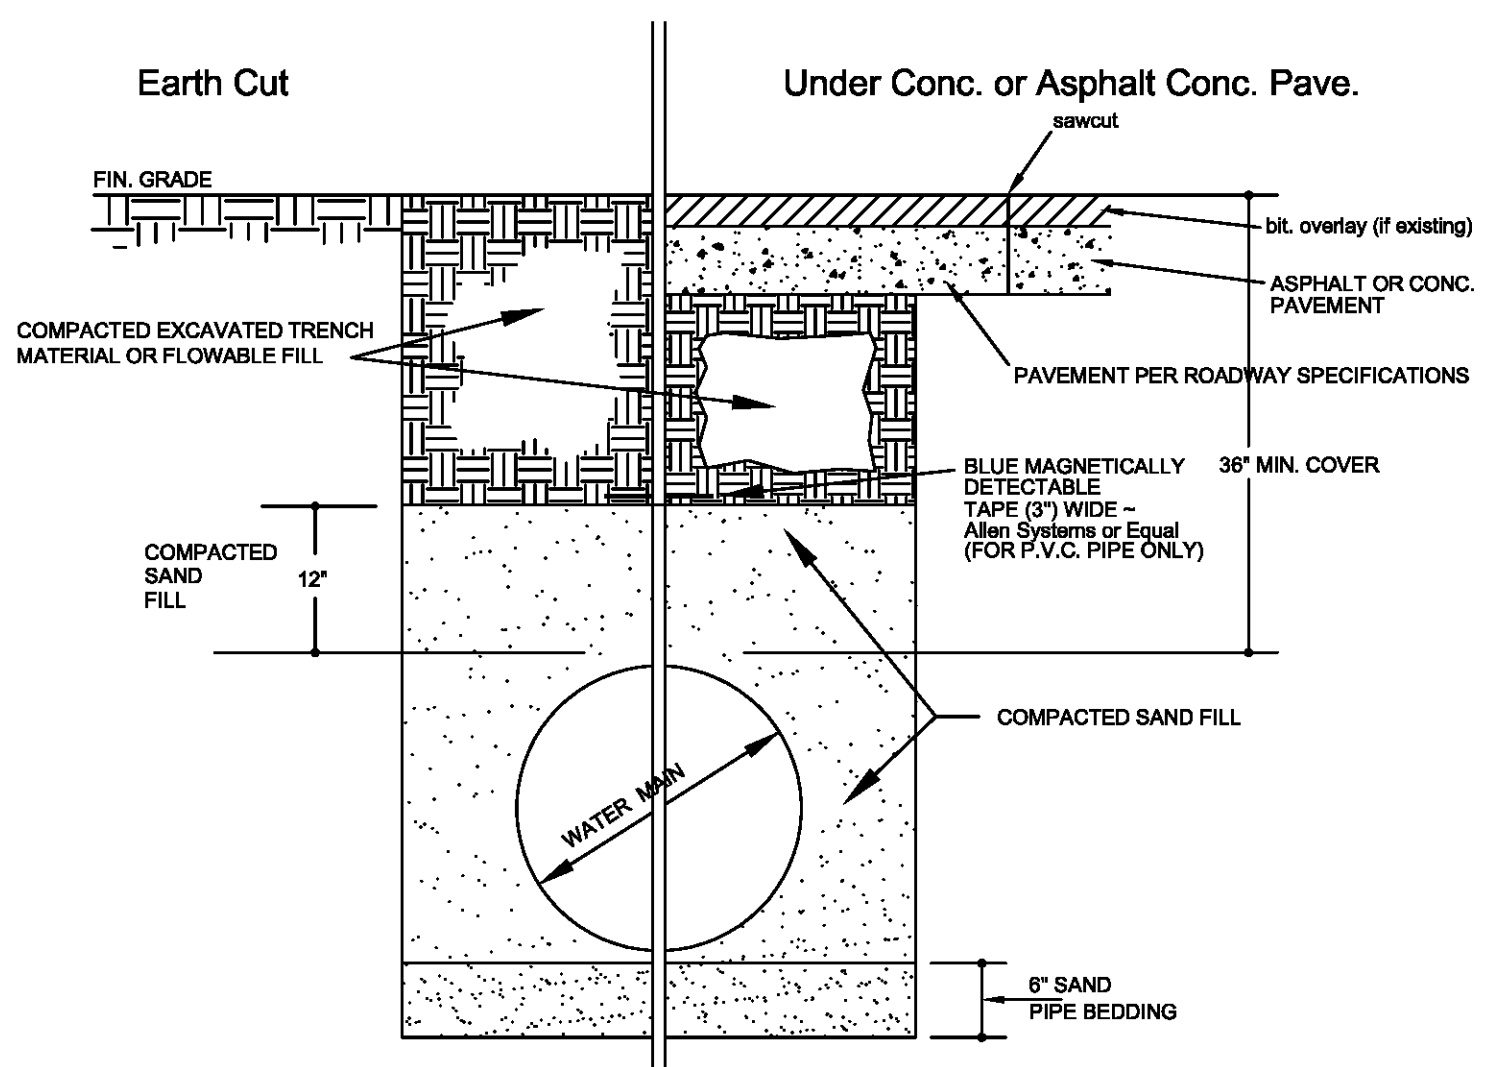 Earth Cut
Under Conc. or Asphalt Conc. Pave.
sawcut
FIN. GRADE
bit. overlay (if existing)
ASPHALT OR CONC.
PAVEMENT
COMPACTED EXCAVATED TRENCH
MATERIAL OR FLOWABLE FILL
PAVEMENT PER ROADWAY SPECIFICATIONS
BLUE MAGNETICALLY
DETECTABLE
TAPE (3") WIDE ~
Allen Systems or Equal
(FOR P.V.C. PIPE ONLY)
36" MIN. COVER
COMPACTED
SAND
FILL
12"
COMPACTED SAND FILL
WATER MAIN
6" SAND
PIPE BEDDING